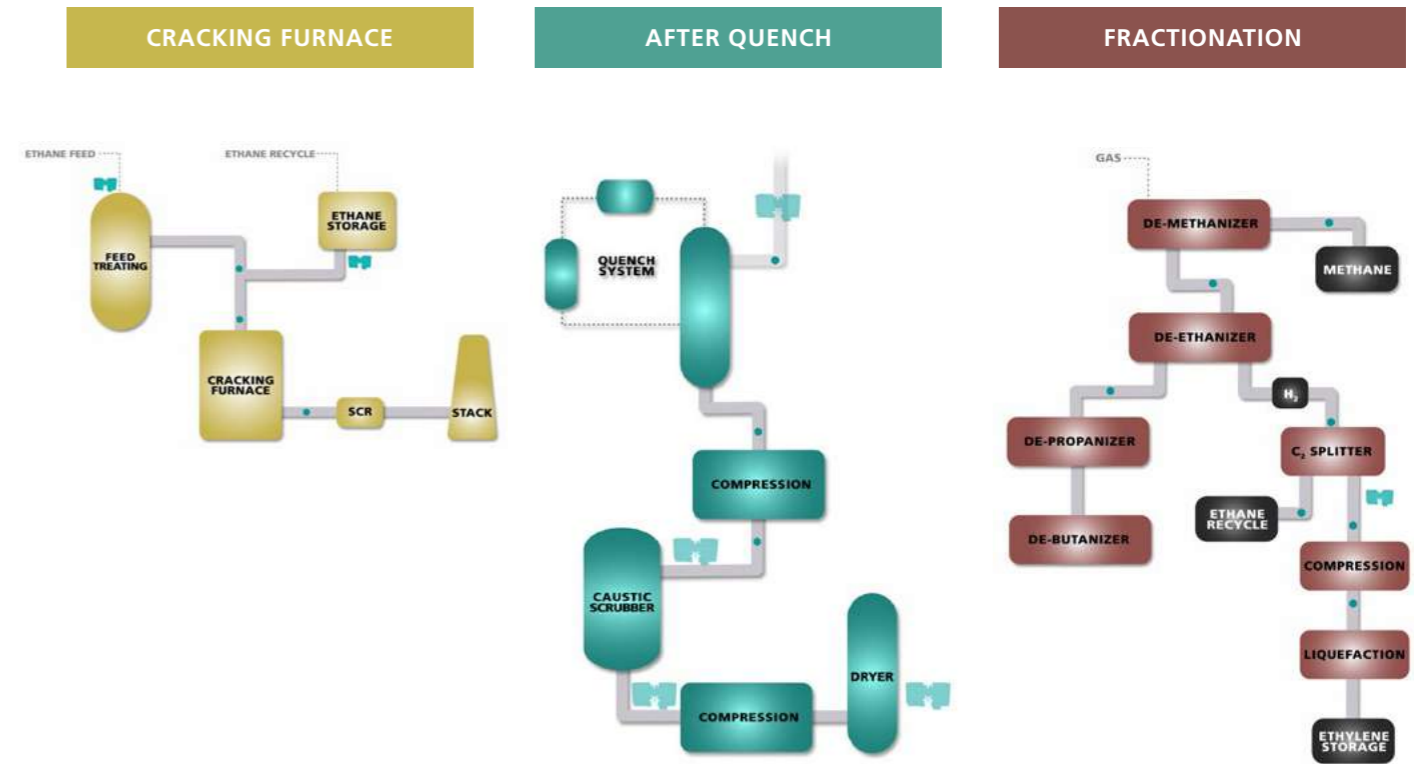 CRACKING FURNACE
AFTER QUENCH
FRACTIONATION
ETHANE FEED
ETHANE RECYCLE
FEED
TREATING
ETHANE
STORAGE
CRACKING
FURNACE
SCR
STACK
QUENCH
SYSTEM
COMPRESSION
CAUSTIC
SCRUBBER
COMPRESSION
DRYER
GAS
DE-METHANIZER
METHANE
DE-ETHANIZER
H₂
DE-PROPANIZER
C₂ SPLITTER
ETHANE
RECYCLE
DE-BUTANIZER
COMPRESSION
LIQUEFACTION
ETHYLENE
STORAGE